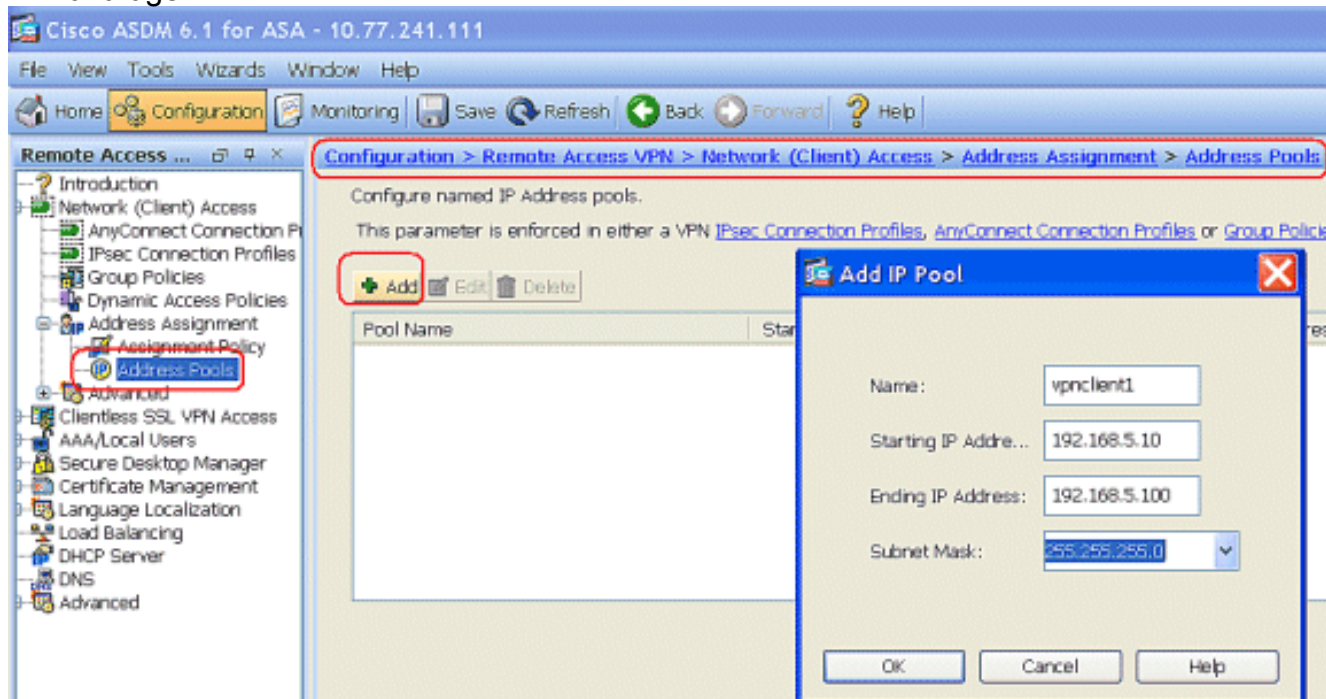 Cisco ASDM 6.1 for ASA - 10.77.241.111
File View Tools Wizards Window Help
Home Configuration Monitoring Save Refresh Back Forward Help
Remote Access ...
Configuration > Remote Access VPN > Network (Client) Access > Address Assignment > Address Pools
Introduction
Network (Client) Access
AnyConnect Connection P
IPsec Connection Profiles
Group Policies
Dynamic Access Policies
Address Assignment
Assignment Policy
Address Pools
Advanced
Clientless SSL VPN Access
AAA/Local Users
Secure Desktop Manager
Certificate Management
Language Localization
Load Balancing
DHCP Server
DNS
Advanced
Configure named IP Address pools.
This parameter is enforced in either a VPN IPsec Connection Profiles, AnyConnect Connection Profiles or Group Policie
Add Edit Delete
Pool Name Star
Add IP Pool
Name: vpnclient1
Starting IP Addre... 192.168.5.10
Ending IP Address: 192.168.5.100
Subnet Mask: 255.255.255.0
OK Cancel Help